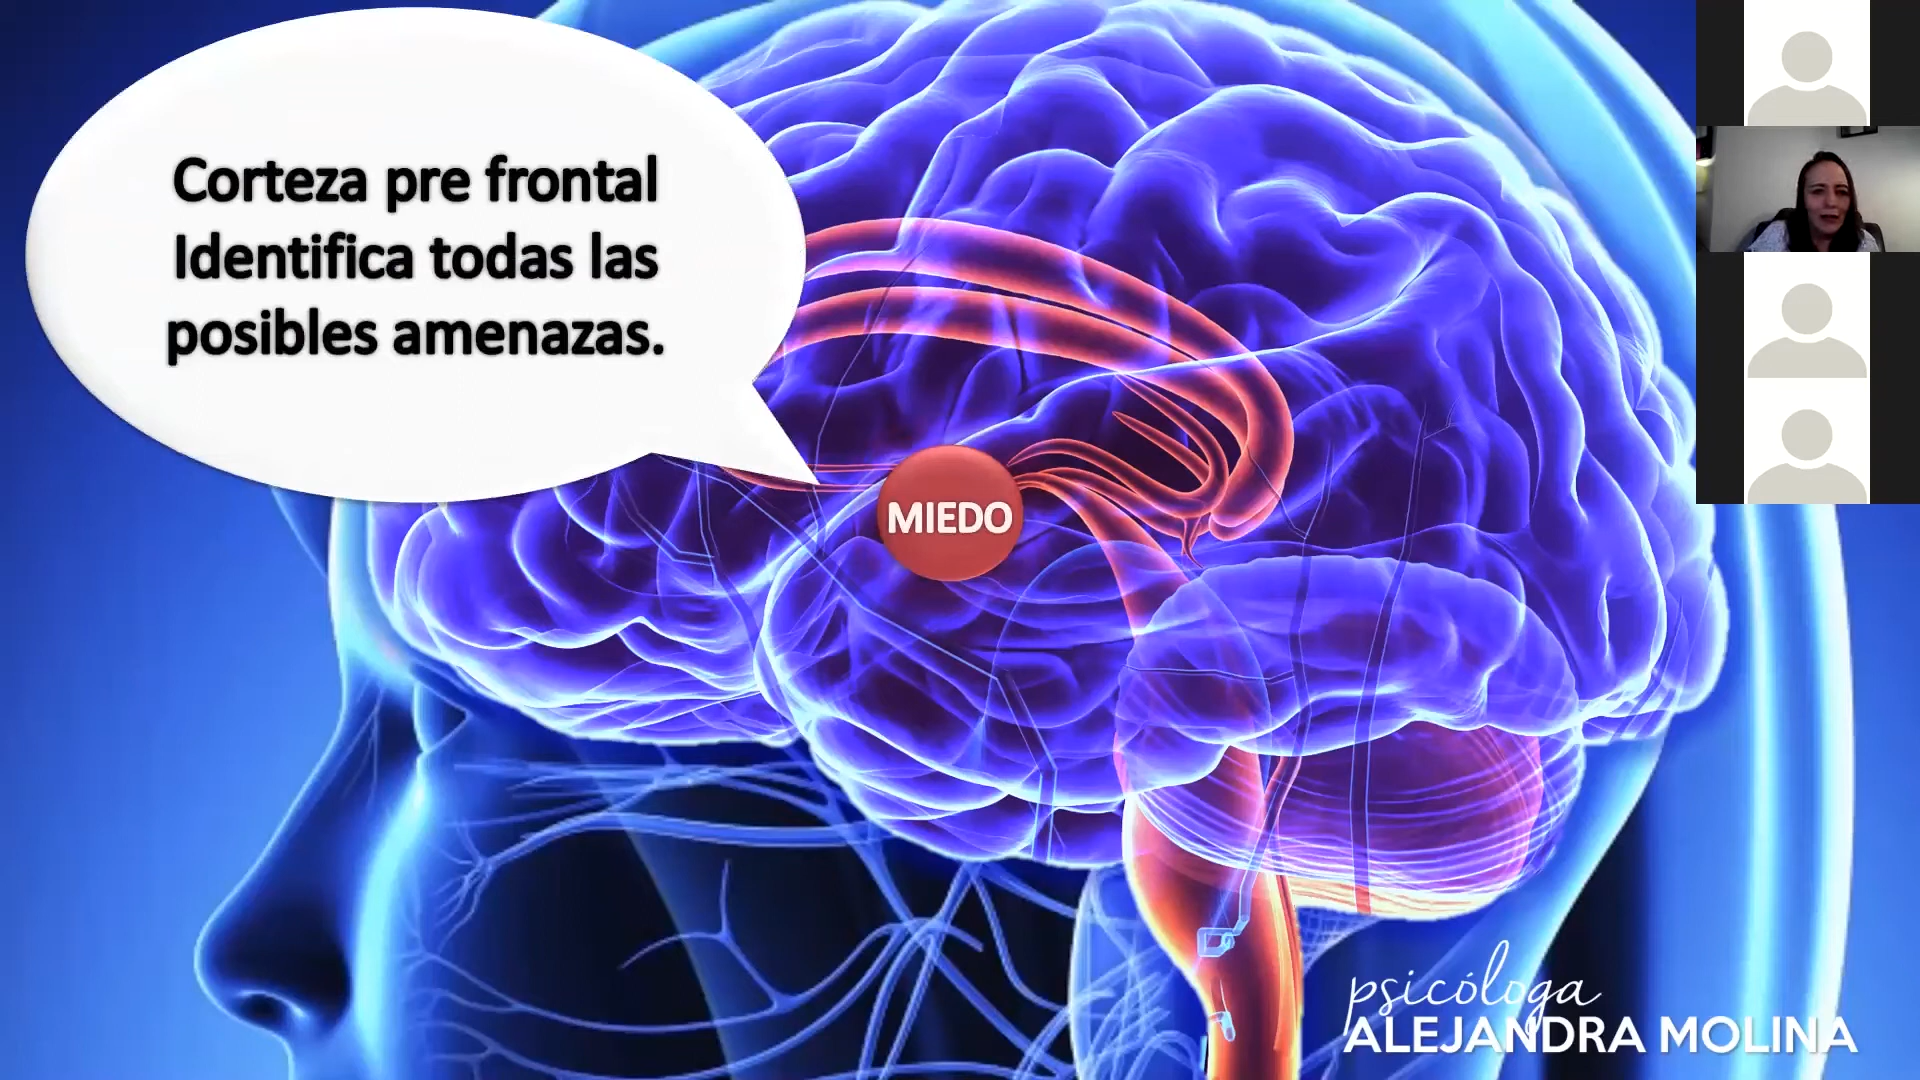 Corteza pre frontal
Identifica todas las
posibles amenazas.
MIEDO
psicóloga
ALEJANDRA MOLINA